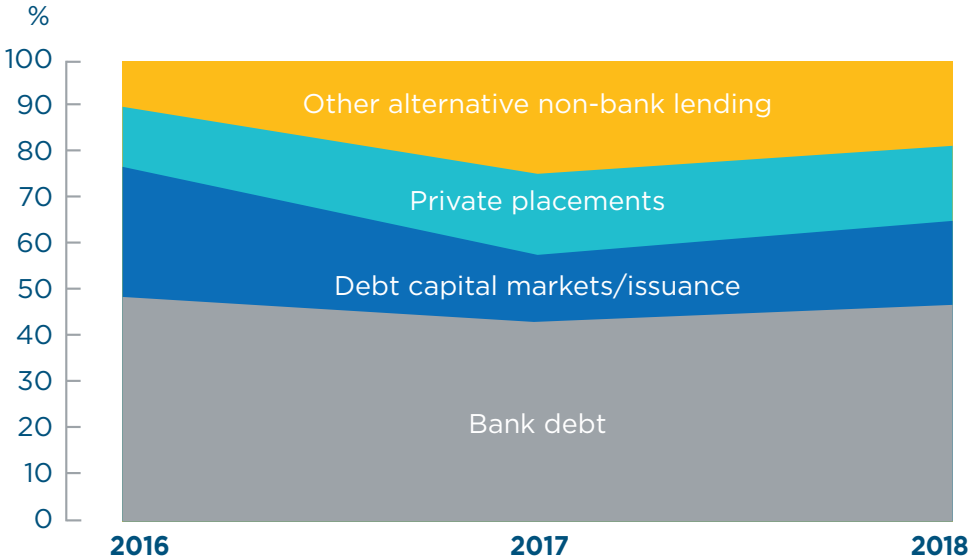 %
100
90
80
70
60
50
40
30
20
10
0
Other alternative non-bank lending
Private placements
Debt capital markets/issuance
Bank debt
2016 2017 2018